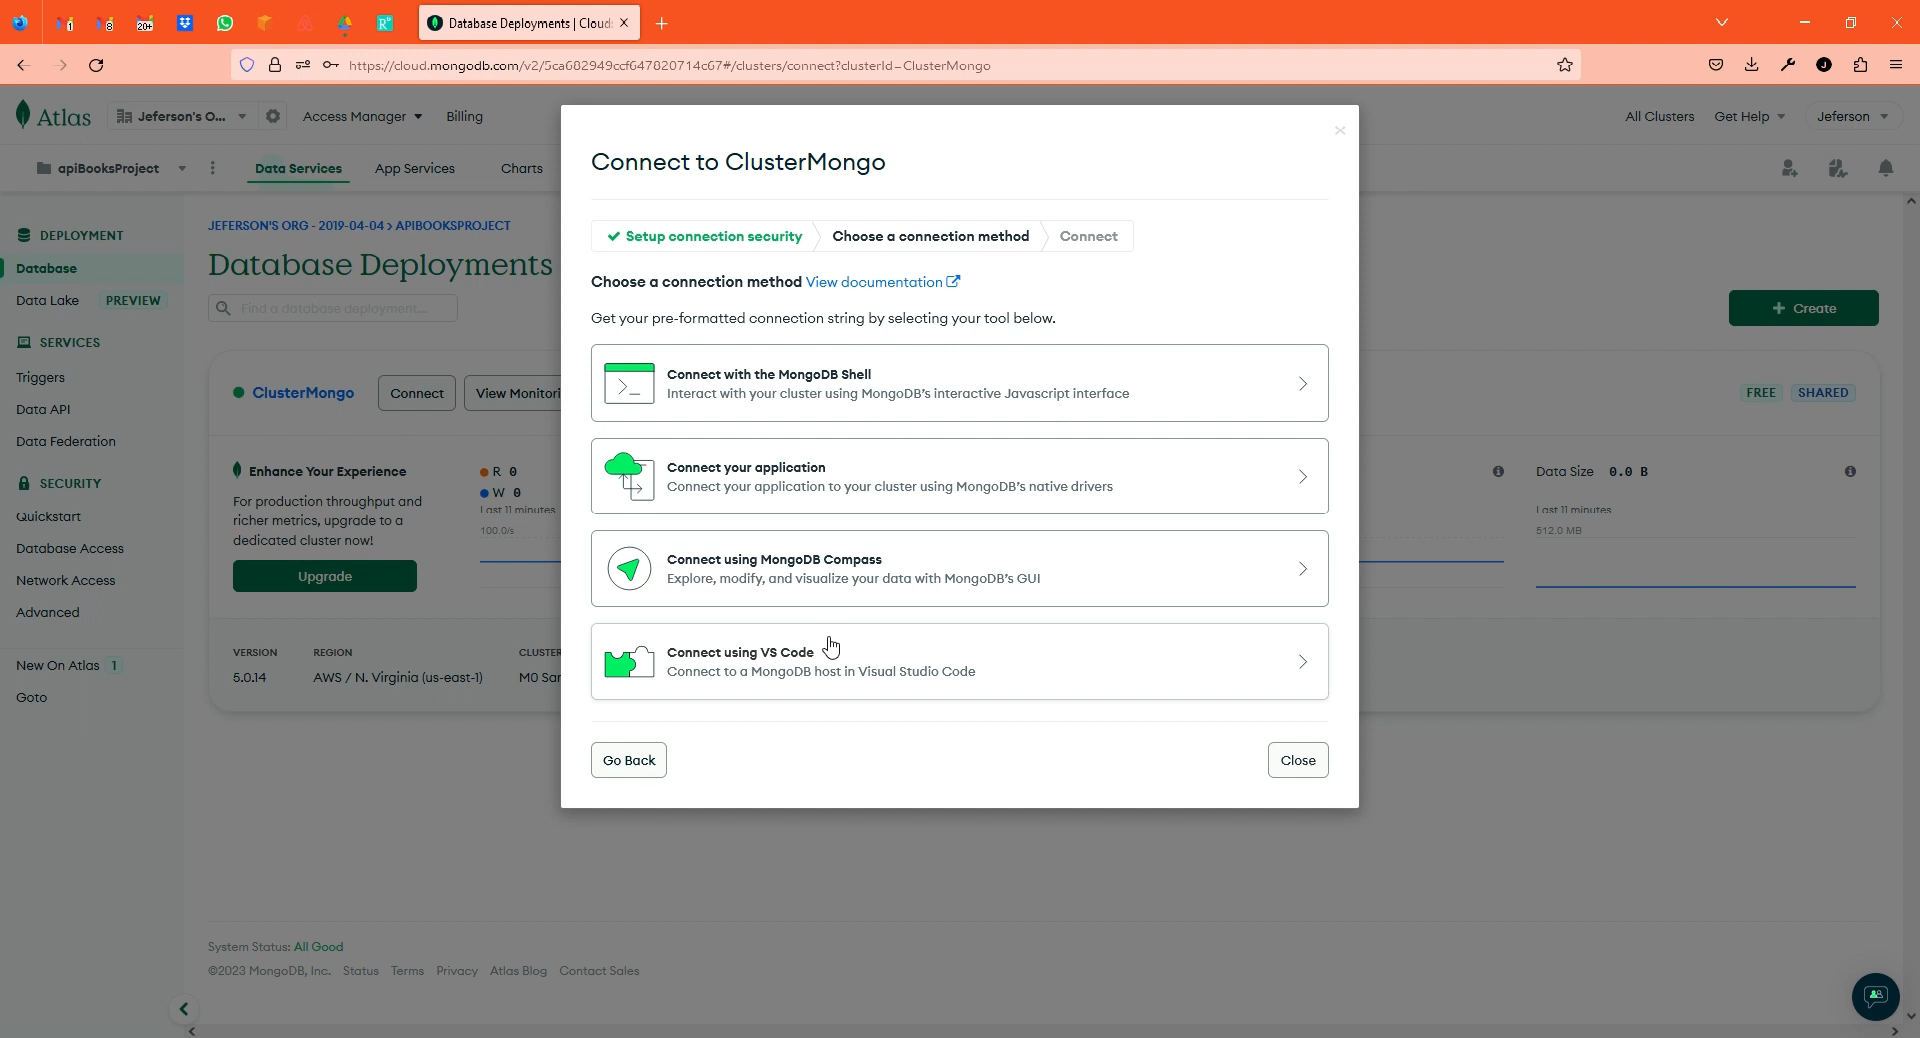 1
8
20+
R
Database Deployments | Cloud
https://cloud.mongodb.com/v2/5ca682949ccf647820714c67#/clusters/connect?clusterId=ClusterMongo
J
Atlas
Jeferson's O...
Access Manager
Billing
All Clusters
Get Help
Jeferson
apiBooksProject
Data Services
App Services
Charts
DEPLOYMENT
Database
Data Lake PREVIEW
SERVICES
Triggers
Data API
Data Federation
SECURITY
Quickstart
Database Access
Network Access
Advanced
New On Atlas 1
Goto
JEFERSON'S ORG - 2019-04-04 > APIBOOKSPROJECT
Database Deployments
Find a database deployment...
+ Create
ClusterMongo
Connect
View Monitori
FREE
SHARED
Enhance Your Experience
For production throughput and
richer metrics, upgrade to a
dedicated cluster now!
Upgrade
R 0
W 0
Last 11 minutes
100.0/s
Data Size 0.0 B
Last 11 minutes
512.0 MB
VERSION
5.0.14
REGION
AWS / N. Virginia (us-east-1)
CLUSTER
M0 San
Connect to ClusterMongo
Setup connection security
Choose a connection method
Connect
Choose a connection method View documentation
Get your pre-formatted connection string by selecting your tool below.
Connect with the MongoDB Shell
Interact with your cluster using MongoDB's interactive Javascript interface
Connect your application
Connect your application to your cluster using MongoDB's native drivers
Connect using MongoDB Compass
Explore, modify, and visualize your data with MongoDB's GUI
Connect using VS Code
Connect to a MongoDB host in Visual Studio Code
Go Back
Close
System Status: All Good
©2023 MongoDB, Inc. Status Terms Privacy Atlas Blog Contact Sales